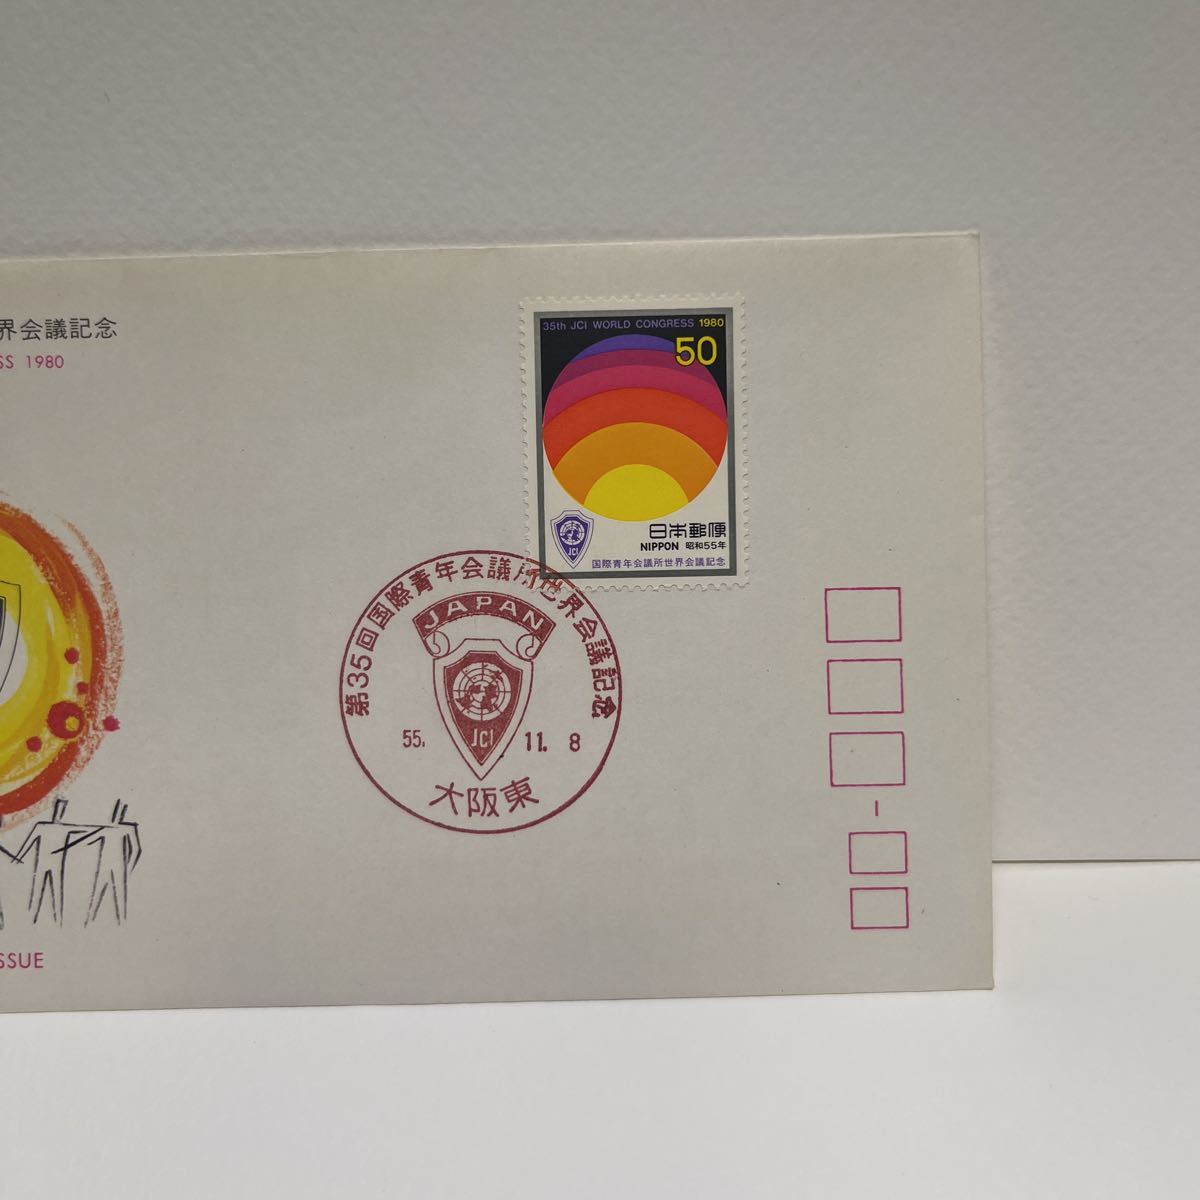 界会議記念
SS 1980
SSUE
35th JCI WORLD CONGRESS 1980
50
JCI
日本郵便
NIPPON 昭和55年
国際青年会議所世界会議記念
第35回国際青年会議所世界会議記念
JAPAN
JCI
55. 11. 8
大阪東